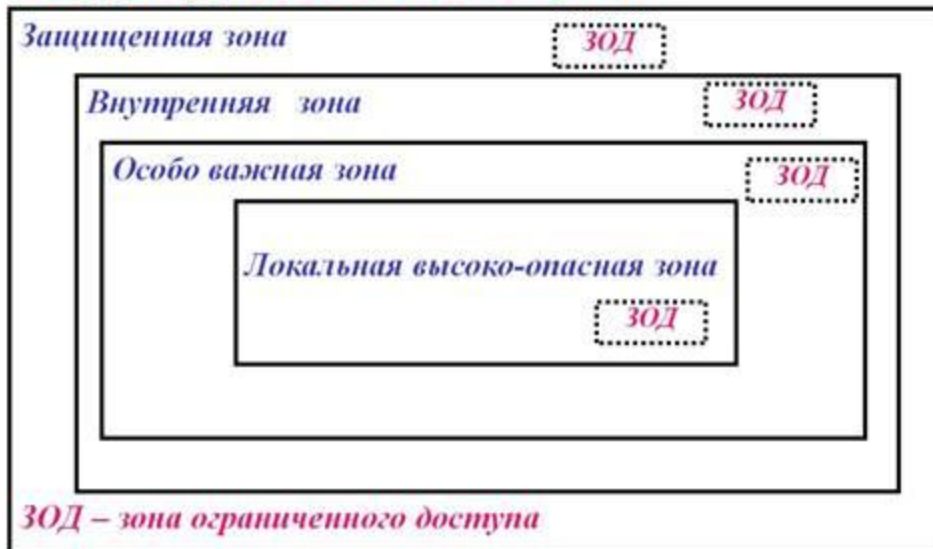 Защищенная зона
ЗОД
Внутренняя зона
ЗОД
Особо важная зона
ЗОД
Локальная высоко-опасная зона
ЗОД
ЗОД – зона ограниченного доступа